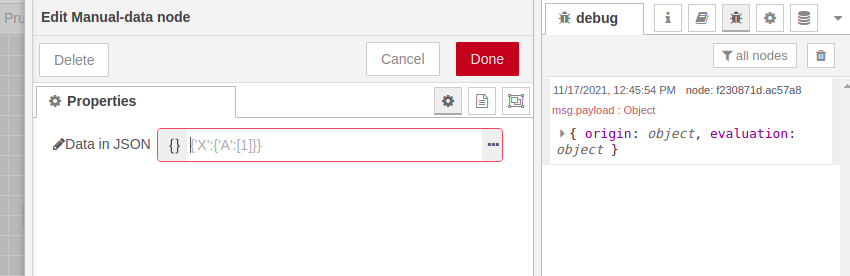 Pru
Edit Manual-data node
Delete
Cancel
Done
Properties
Data in JSON
{}
{'X':{'A':[1]}}
•••
debug
i
all nodes
11/17/2021, 12:45:54 PM node: f230871d.ac57a8
msg.payload : Object
{ origin: object, evaluation:
object }